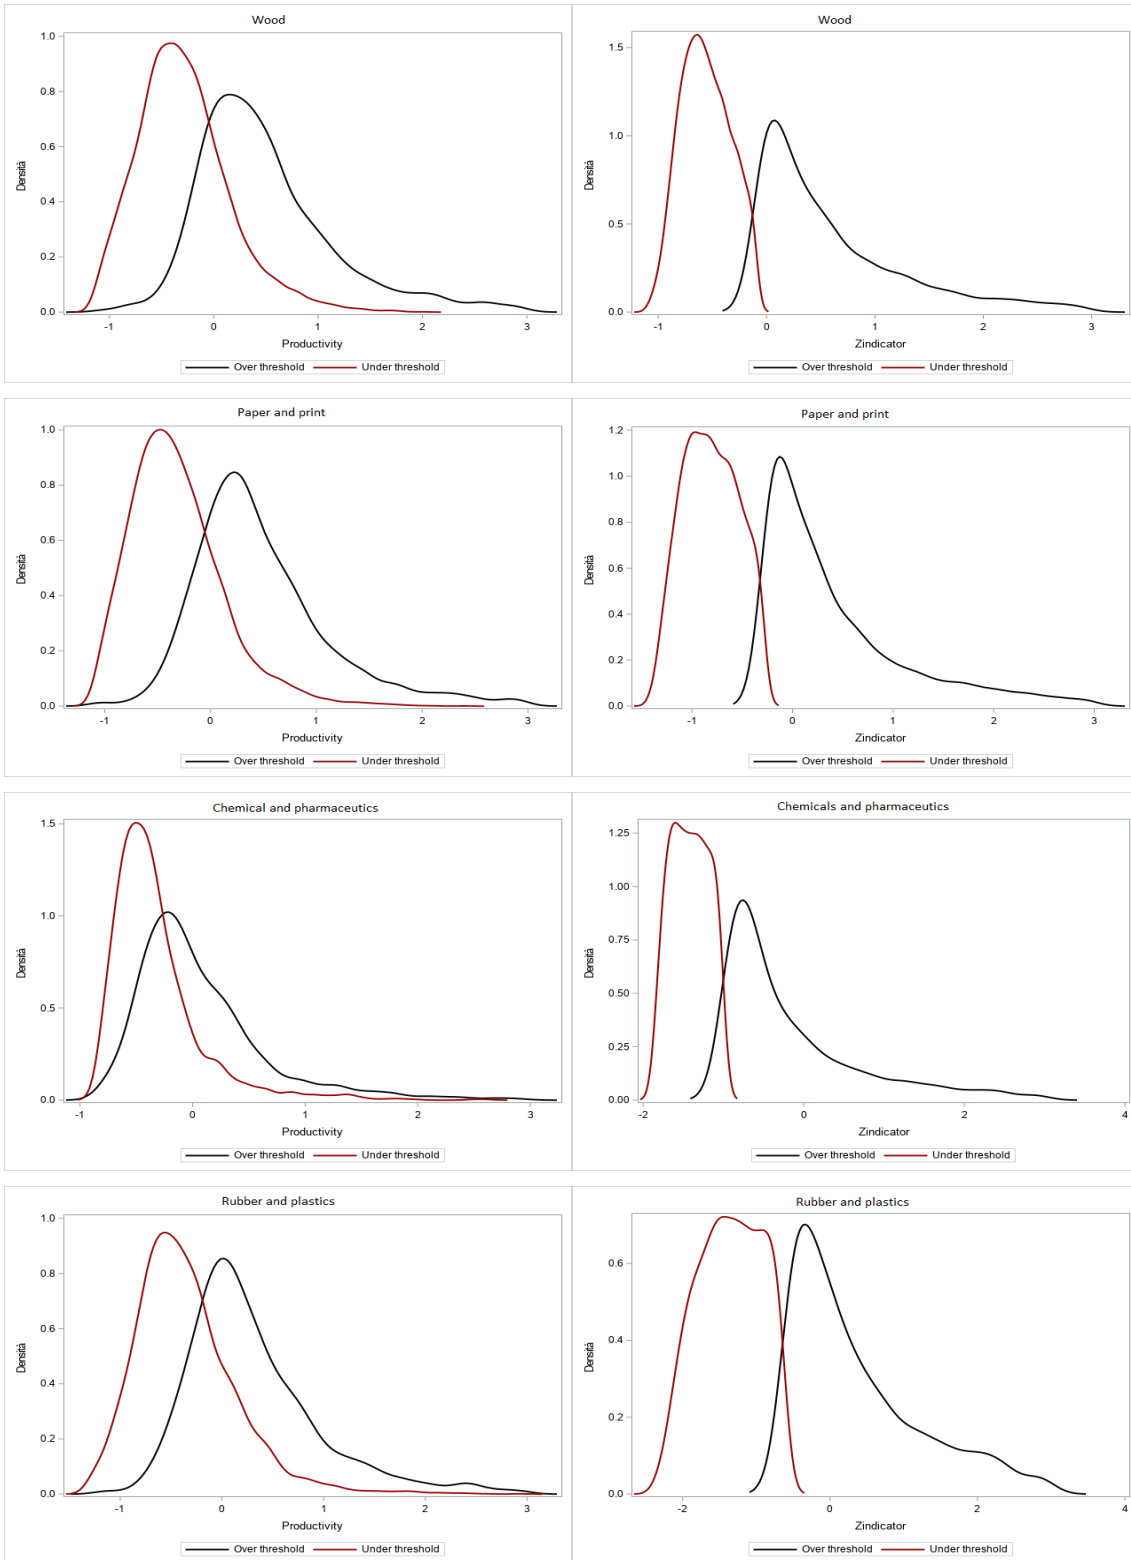 Wood
1.0
0.8
0.6
0.4
0.2
0.0
Densità
-1 0 1 2 3
Productivity
Over threshold Under threshold
Wood
1.5
1.0
0.5
0.0
Densità
-1 0 1 2 3
Zindicator
Over threshold Under threshold
Paper and print
1.0
0.8
0.6
0.4
0.2
0.0
Densità
-1 0 1 2 3
Productivity
Over threshold Under threshold
Paper and print
1.2
1.0
0.8
0.6
0.4
0.2
0.0
Densità
-1 0 1 2 3
Zindicator
Over threshold Under threshold
Chemical and pharmaceutics
1.5
1.0
0.5
0.0
Densità
-1 0 1 2 3
Productivity
Over threshold Under threshold
Chemicals and pharmaceutics
1.25
1.00
0.75
0.50
0.25
0.00
Densità
-2 0 2 4
Zindicator
Over threshold Under threshold
Rubber and plastics
1.0
0.8
0.6
0.4
0.2
0.0
Densità
-1 0 1 2 3
Productivity
Over threshold Under threshold
Rubber and plastics
0.6
0.4
0.2
0.0
Densità
-2 0 2 4
Zindicator
Over threshold Under threshold